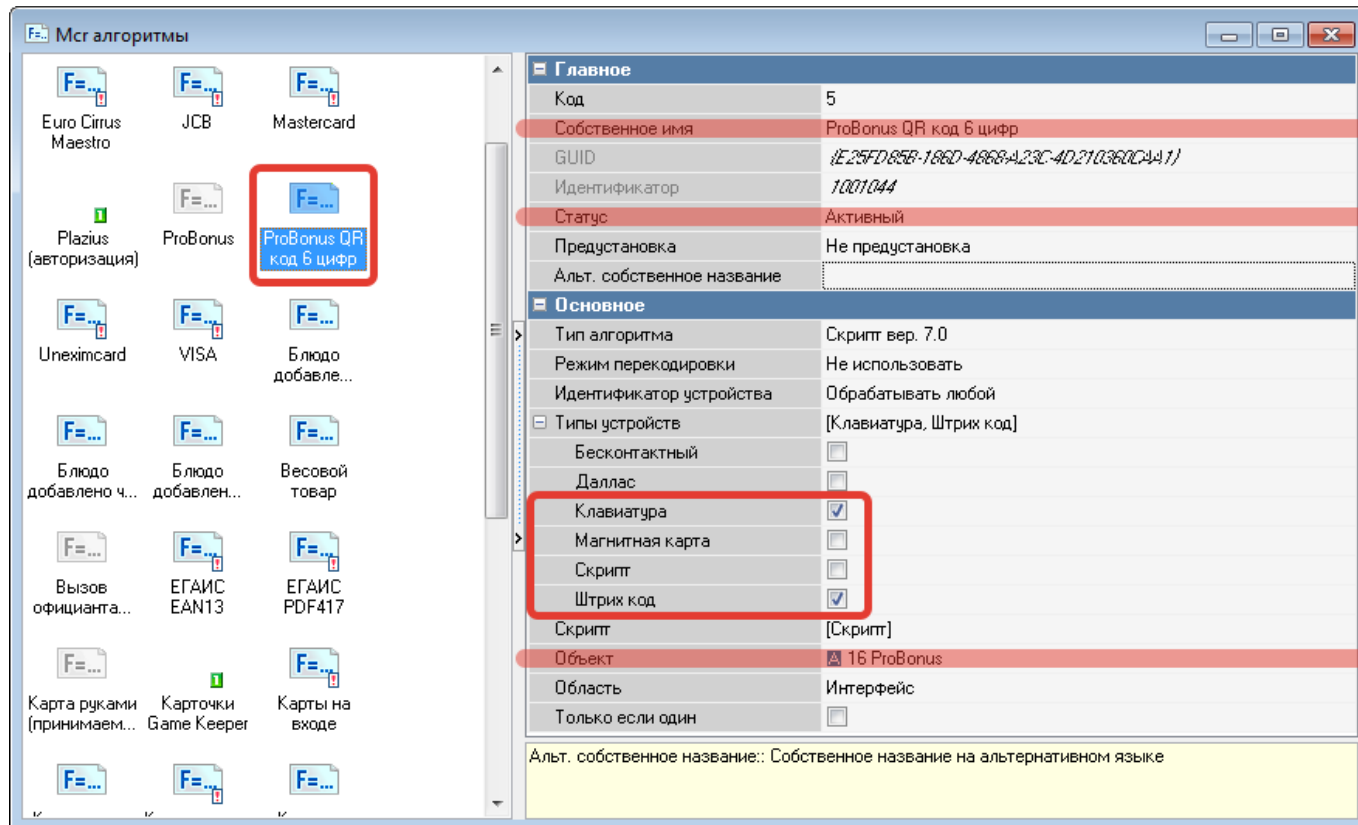 Mcr алгоритмы
F=...
F=...
F=...
Euro Cirrus
Maestro
JCB
Mastercard
F=...
F=...
Plazius
(авторизация)
ProBonus
ProBonus QR
код 6 цифр
F=...
F=...
F=...
Uneximcard
VISA
Блюдо
добавле...
F=...
F=...
F=...
Блюдо
добавлено ч...
Блюдо
добавлен...
Весовой
товар
F=...
F=...
F=...
Вызов
официанта...
ЕГАИС
EAN13
ЕГАИС
PDF417
F=...
F=...
Карта руками
(принимаем...
Карточки
Game Keeper
Карты на
входе
F=...
F=...
F=...
Главное
Код 5
Собственное имя ProBonus QR код 6 цифр
GUID {E25FD85B-186D-4868-A23C-4D210360CAA1}
Идентификатор 1001044
Статус Активный
Предустановка Не предустановка
Альт. собственное название
Основное
Тип алгоритма Скрипт вер. 7.0
Режим перекодировки Не использовать
Идентификатор устройства Обрабатывать любой
Типы устройств [Клавиатура, Штрих код]
Бесконтактный
Даллас
Клавиатура
Магнитная карта
Скрипт
Штрих код
Скрипт [Скрипт]
Объект A 16 ProBonus
Область Интерфейс
Только если один
Альт. собственное название:: Собственное название на альтернативном языке